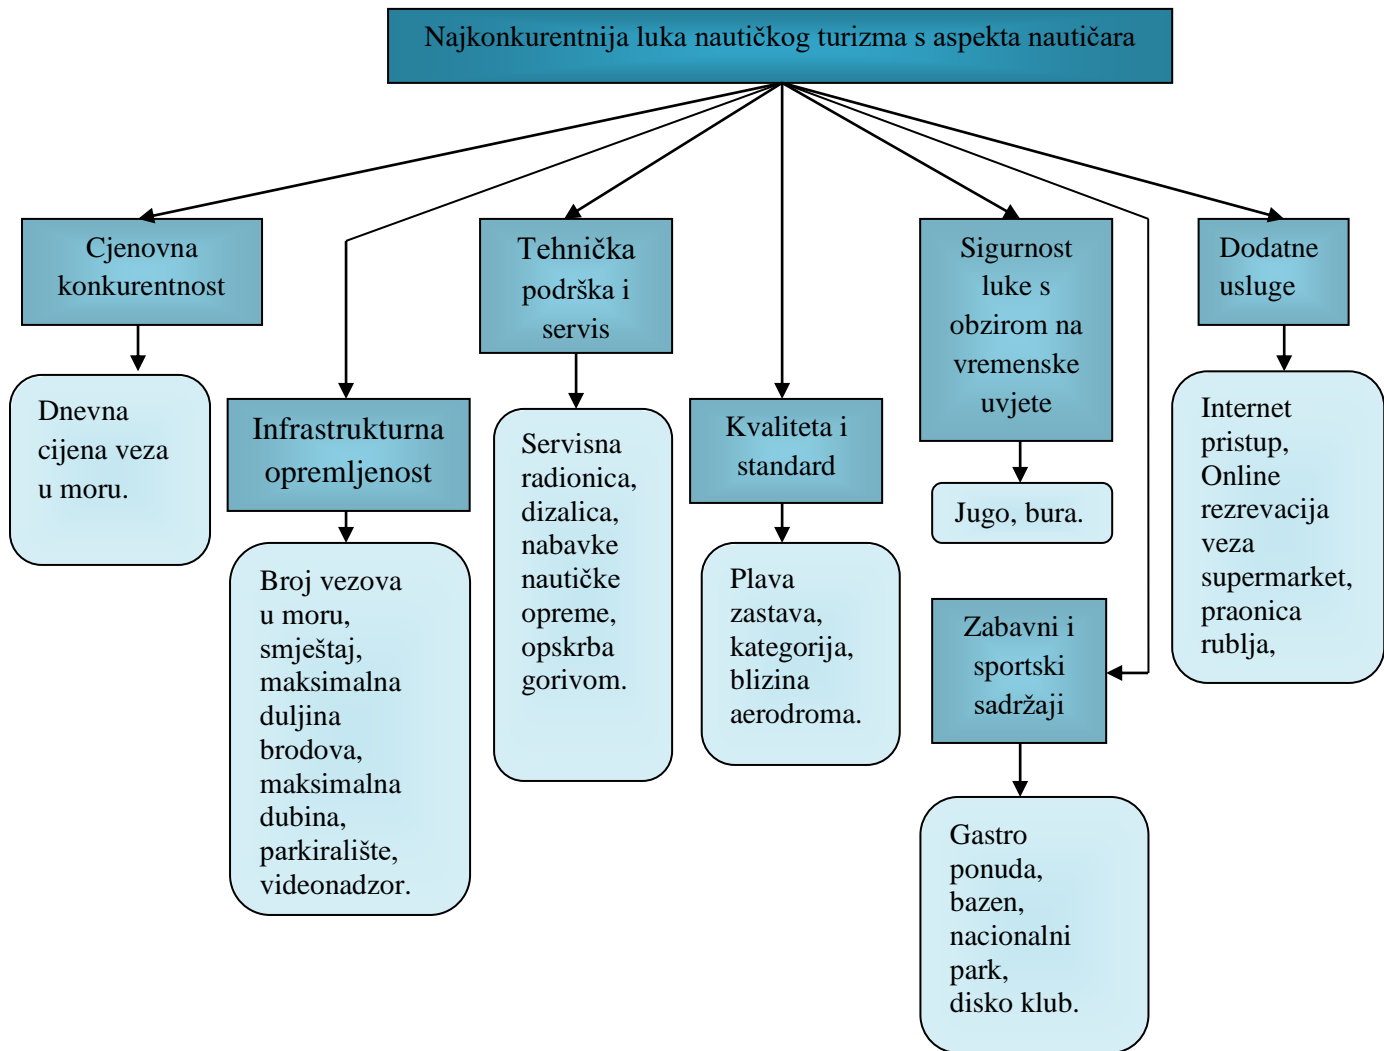 Najkonkurentnija luka nautičkog turizma s aspekta nautičara
Cjenovna
konkurentnost
Dnevna
cijena veza
u moru.
Infrastrukturna
opremljenost
Broj vezova
u moru,
smještaj,
maksimalna
duljina
brodova,
maksimalna
dubina,
parkiralište,
videonadzor.
Tehnička
podrška i
servis
Servisna
radionica,
dizalica,
nabavke
nautičke
opreme,
opskrba
gorivom.
Kvaliteta i
standard
Plava
zastava,
kategorija,
blizina
aerodroma.
Sigurnost
luke s
obzirom na
vremenske
uvjete
Jugo, bura.
Zabavni i
sportski
sadržaji
Gastro
ponuda,
bazen,
nacionalni
park,
disko klub.
Dodatne
usluge
Internet
pristup,
Online
rezrevacija
veza
supermarket,
praonica
rublja,